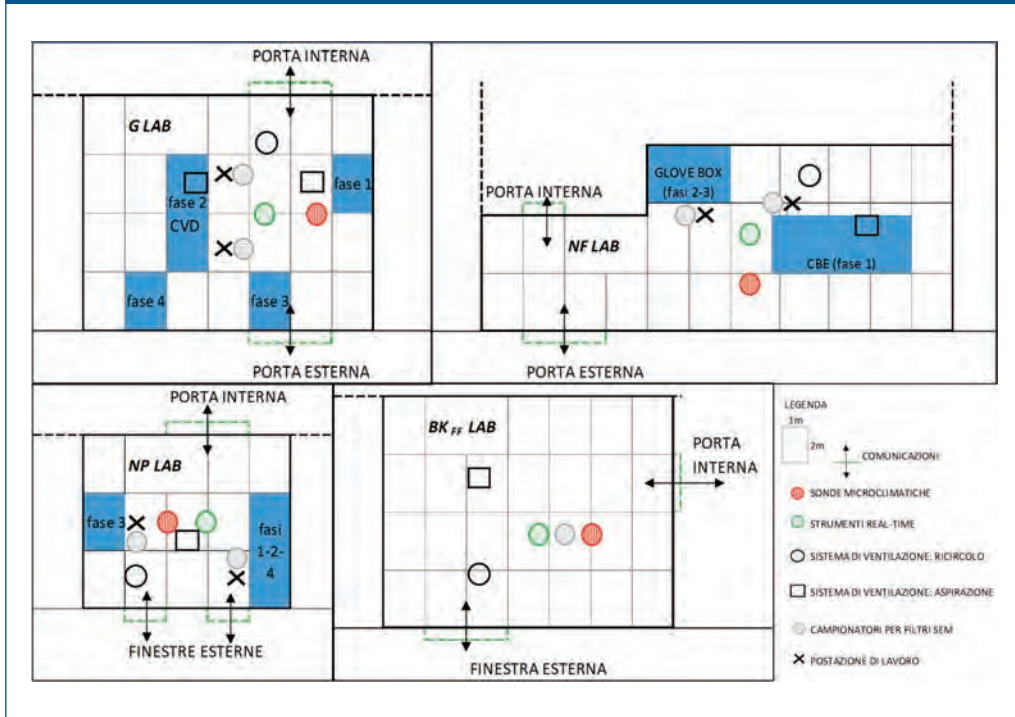 PORTA INTERNA
G LAB
fase 1
fase 2
CVD
fase 4
fase 3
PORTA ESTERNA
GLOVE BOX
(fasi 2-3)
PORTA INTERNA
NF LAB
CBE (fase 1)
PORTA ESTERNA
PORTA INTERNA
NP LAB
fase 3
fasi
1-2-
4
FINESTRE ESTERNE
BK FF LAB
PORTA
INTERNA
FINESTRA ESTERNA
LEGENDA
1m
2m
COMUNICAZIONI
SONDE MICROCLIMATICHE
STRUMENTI REAL-TIME
SISTEMA DI VENTILAZIONE: RICIRCOLO
SISTEMA DI VENTILAZIONE: ASPIRAZIONE
CAMPIONATORI PER FILTRI SEM
POSTAZIONE DI LAVORO